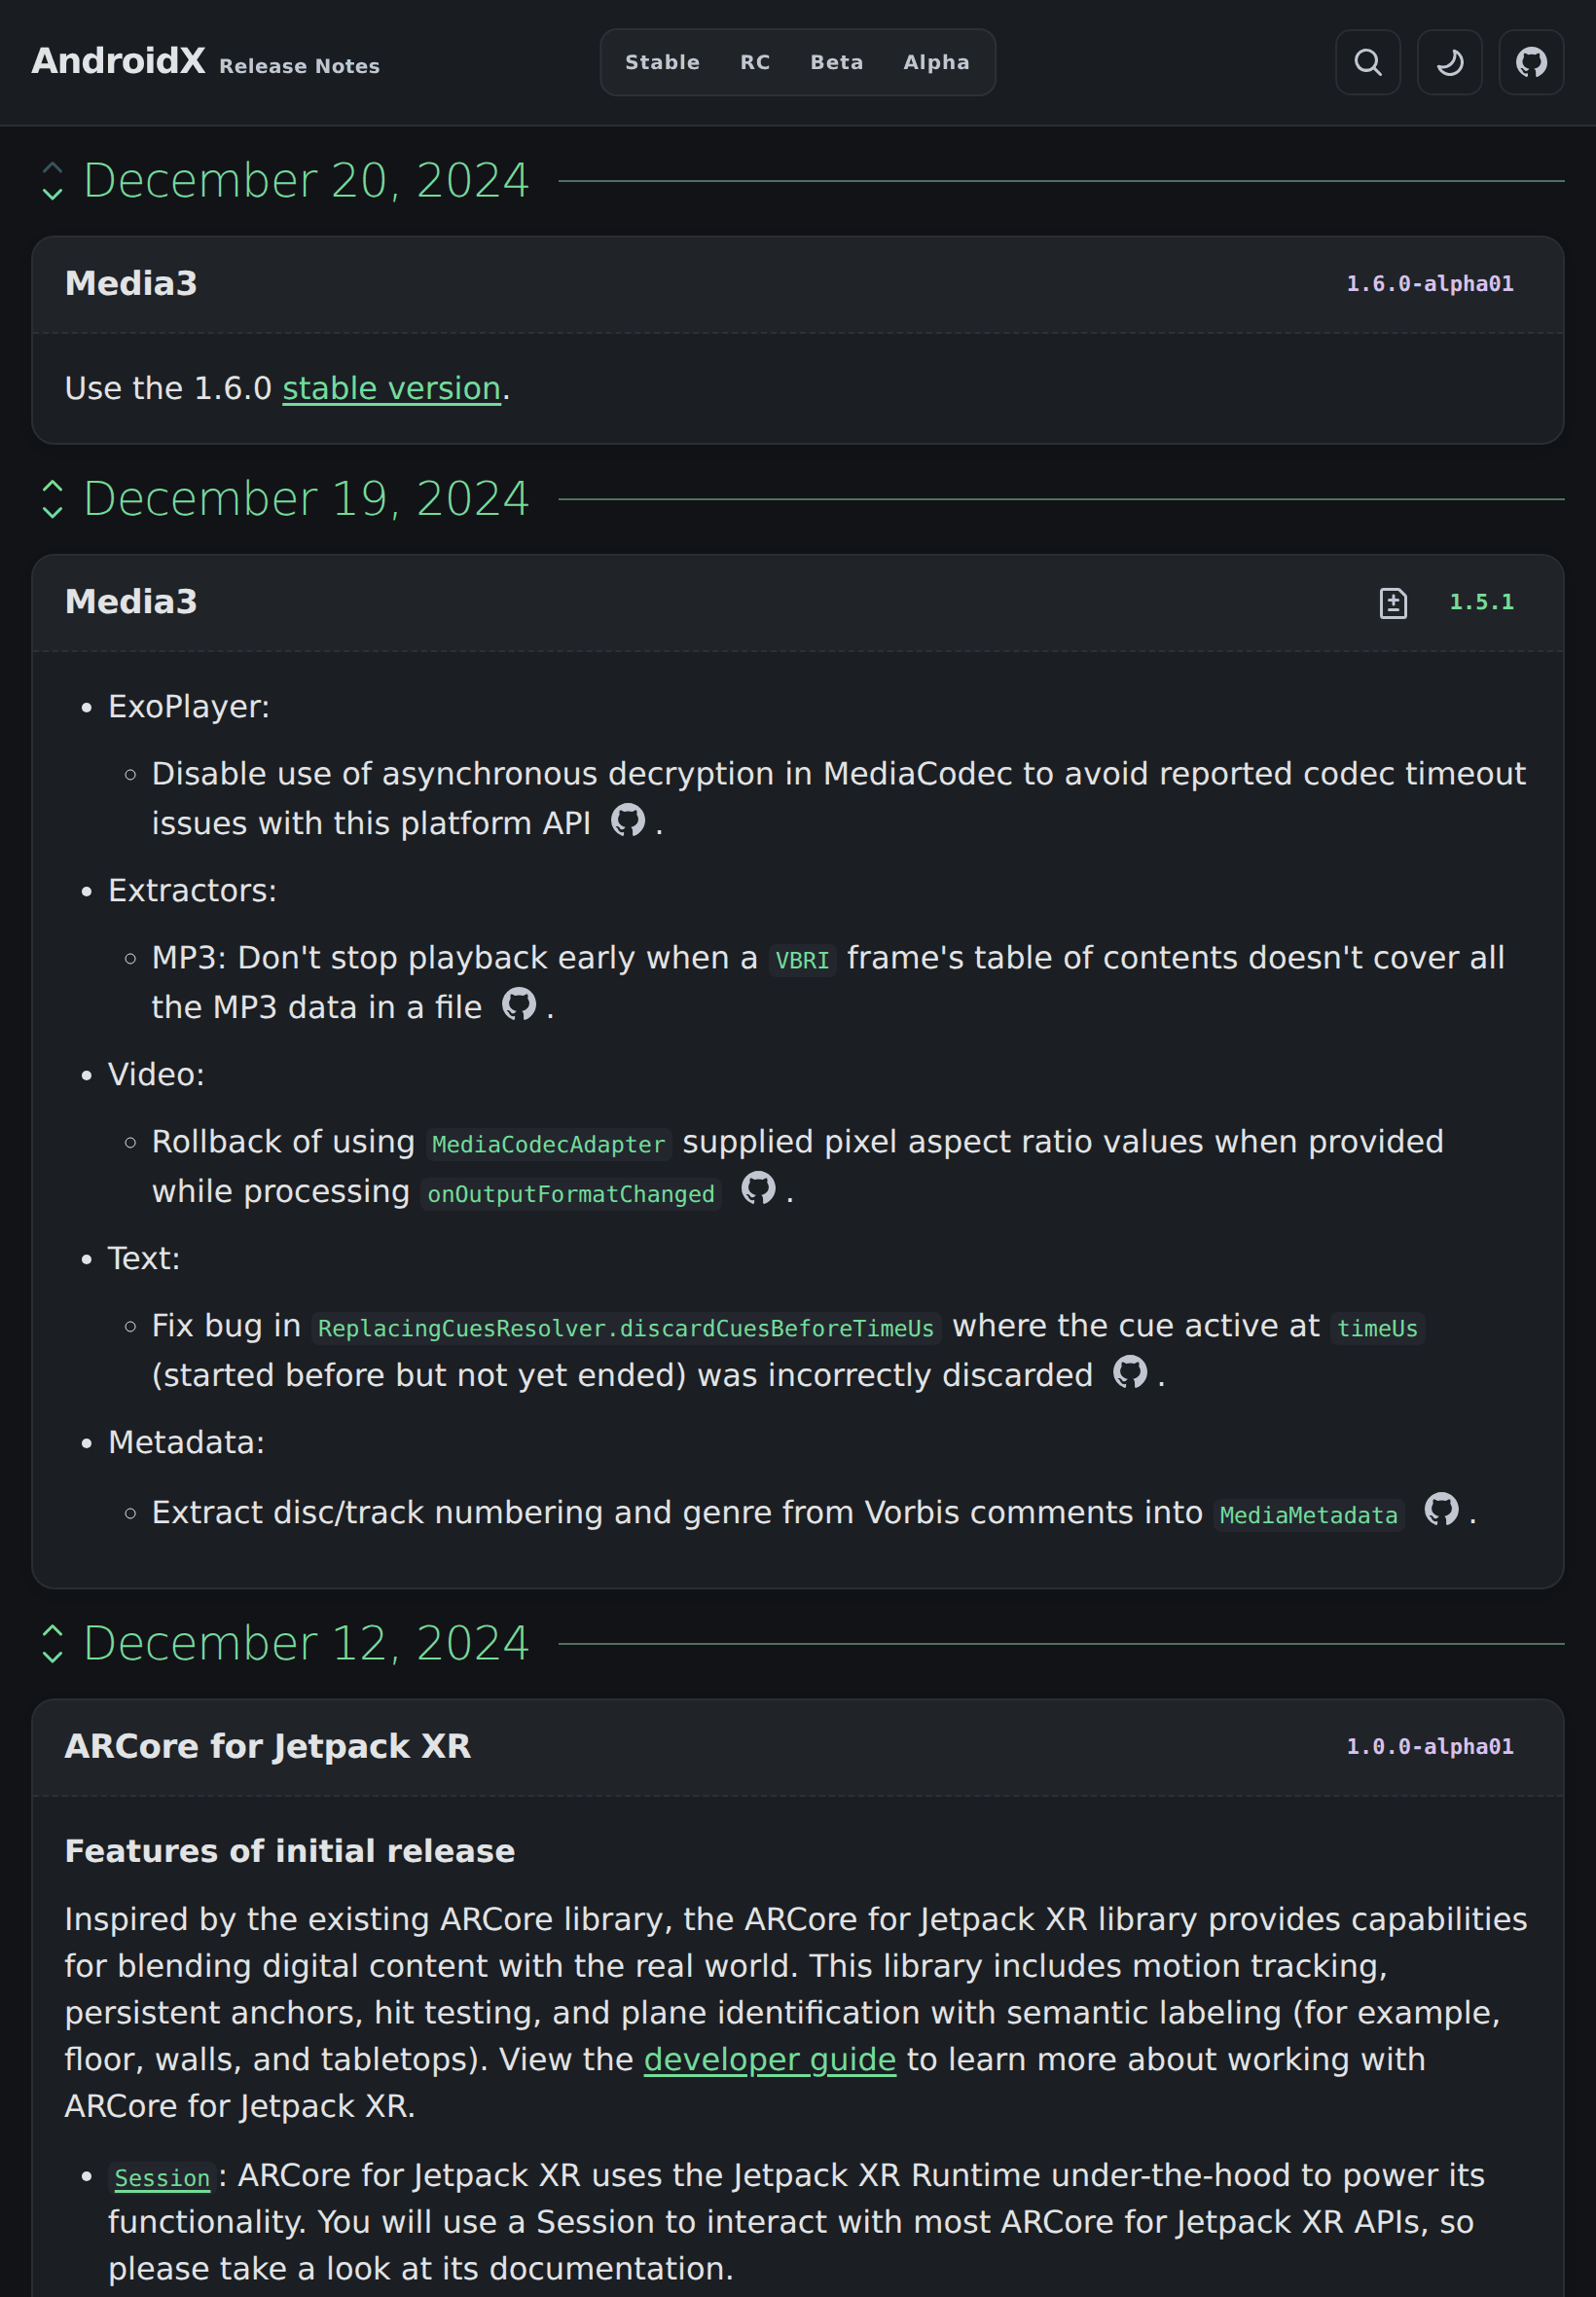 AndroidX Release Notes
Stable RC Beta Alpha
December 20, 2024
Media3 1.6.0-alpha01
Use the 1.6.0 stable version.
December 19, 2024
Media3 1.5.1
• ExoPlayer:
◦ Disable use of asynchronous decryption in MediaCodec to avoid reported codec timeout
issues with this platform API .
• Extractors:
◦ MP3: Don't stop playback early when a VBRI frame's table of contents doesn't cover all
the MP3 data in a file .
• Video:
◦ Rollback of using MediaCodecAdapter supplied pixel aspect ratio values when provided
while processing onOutputFormatChanged .
• Text:
◦ Fix bug in ReplacingCuesResolver.discardCuesBeforeTimeUs where the cue active at timeUs
(started before but not yet ended) was incorrectly discarded .
• Metadata:
◦ Extract disc/track numbering and genre from Vorbis comments into MediaMetadata .
December 12, 2024
ARCore for Jetpack XR 1.0.0-alpha01
Features of initial release
Inspired by the existing ARCore library, the ARCore for Jetpack XR library provides capabilities
for blending digital content with the real world. This library includes motion tracking,
persistent anchors, hit testing, and plane identification with semantic labeling (for example,
floor, walls, and tabletops). View the developer guide to learn more about working with
ARCore for Jetpack XR.
• Session: ARCore for Jetpack XR uses the Jetpack XR Runtime under-the-hood to power its
functionality. You will use a Session to interact with most ARCore for Jetpack XR APIs, so
please take a look at its documentation.